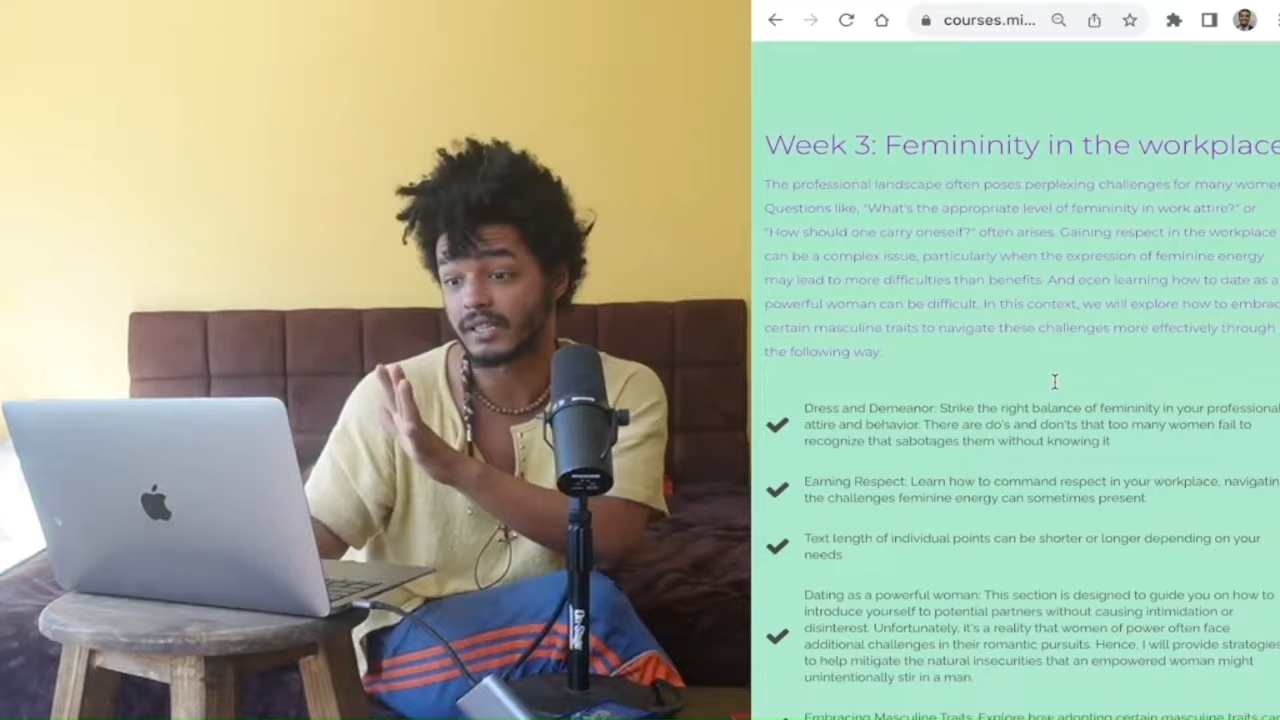 courses.mi...
Week 3: Femininity in the workplace
The professional landscape often poses perplexing challenges for many women
Questions like, "What's the appropriate level of femininity in work attire?" or
"How should one carry oneself?" often arises. Gaining respect in the workplace
can be a complex issue, particularly when the expression of feminine energy
may lead to more difficulties than benefits. And ecen learning how to date as a
powerful woman can be difficult. In this context, we will explore how to embrac
certain masculine traits to navigate these challenges more effectively through
the following way:
Dress and Demeanor: Strike the right balance of femininity in your professional
attire and behavior. There are do's and don'ts that too many women fail to
recognize that sabotages them without knowing it
Earning Respect: Learn how to command respect in your workplace, navigatin
the challenges feminine energy can sometimes present.
Text length of individual points can be shorter or longer depending on your
needs
Dating as a powerful woman: This section is designed to guide you on how to
introduce yourself to potential partners without causing intimidation or
disinterest. Unfortunately, it's a reality that women of power often face
additional challenges in their romantic pursuits. Hence, I will provide strategies
to help mitigate the natural insecurities that an empowered woman might
unintentionally stir in a man.
Embracing Masculine Traits: Explore how adopting certain masculine traits can